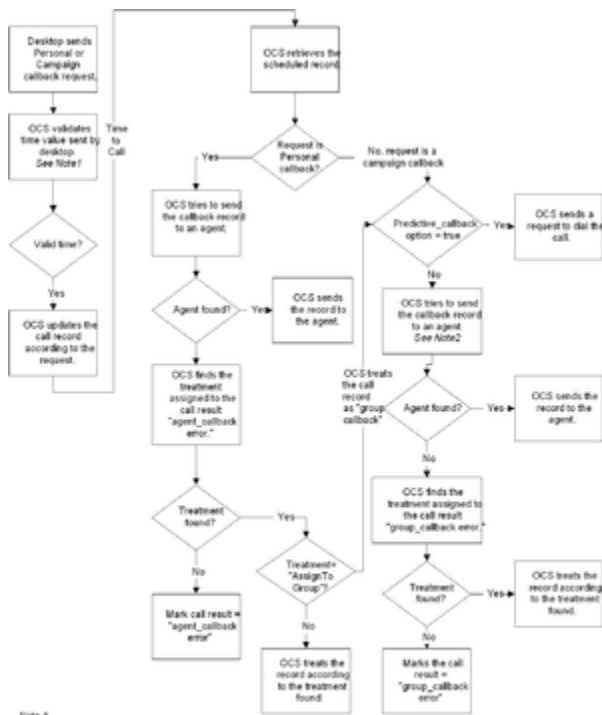 Desktop sends
Personal or
Campaign
callback request.
OCS validates
time value sent by
desktop.
See Note1
Valid time?
Yes
OCS updates the
call record
according to the
request.
Time
to
Call
OCS retrieves the
scheduled record.
Request is
Personal
callback?
Yes
No, request is a
campaign callback
OCS tries to send
the callback record
to an agent.
Agent found?
Yes
OCS sends
the record to
the agent.
OCS finds the
treatment
assigned to the
call result
"agent_callback
error."
Treatment
found?
Yes
No
Mark call result =
"agent_callback
error"
Treatment=
"AssignTo
Group"?
No
OCS treats the
record according
to the treatment
found.
OCS treats
the call
record
as "group
callback"
Predictive_callback
option = true
Yes
OCS sends a
a request to dial the
call.
No
OCS tries to send
the callback record
to an agent.
See Note2
Agent found?
Yes
OCS sends the
record to the
agent.
No
OCS finds the
treatment assigned to
the call result
"group_callback error."
Treatment
found?
Yes
OCS treats the
record according to
the treatment
found.
No
Marks the call
result =
"group_callback
error"